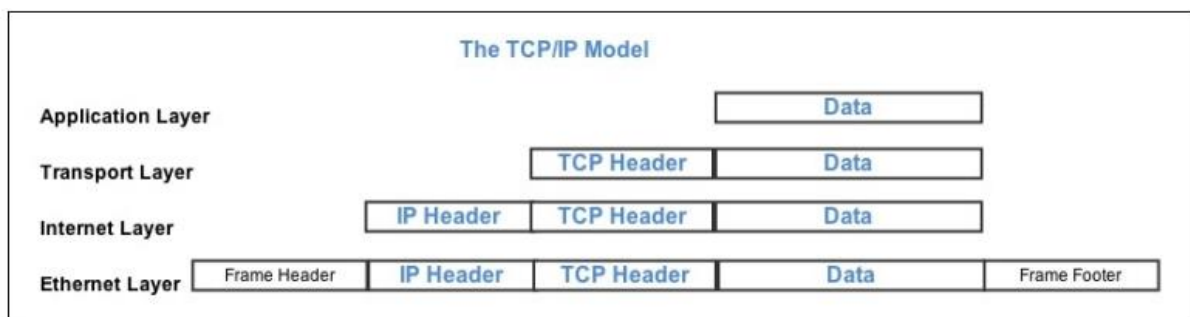 The TCP/IP Model
Application Layer Data
Transport Layer TCP Header Data
Internet Layer IP Header TCP Header Data
Ethernet Layer Frame Header IP Header TCP Header Data Frame Footer